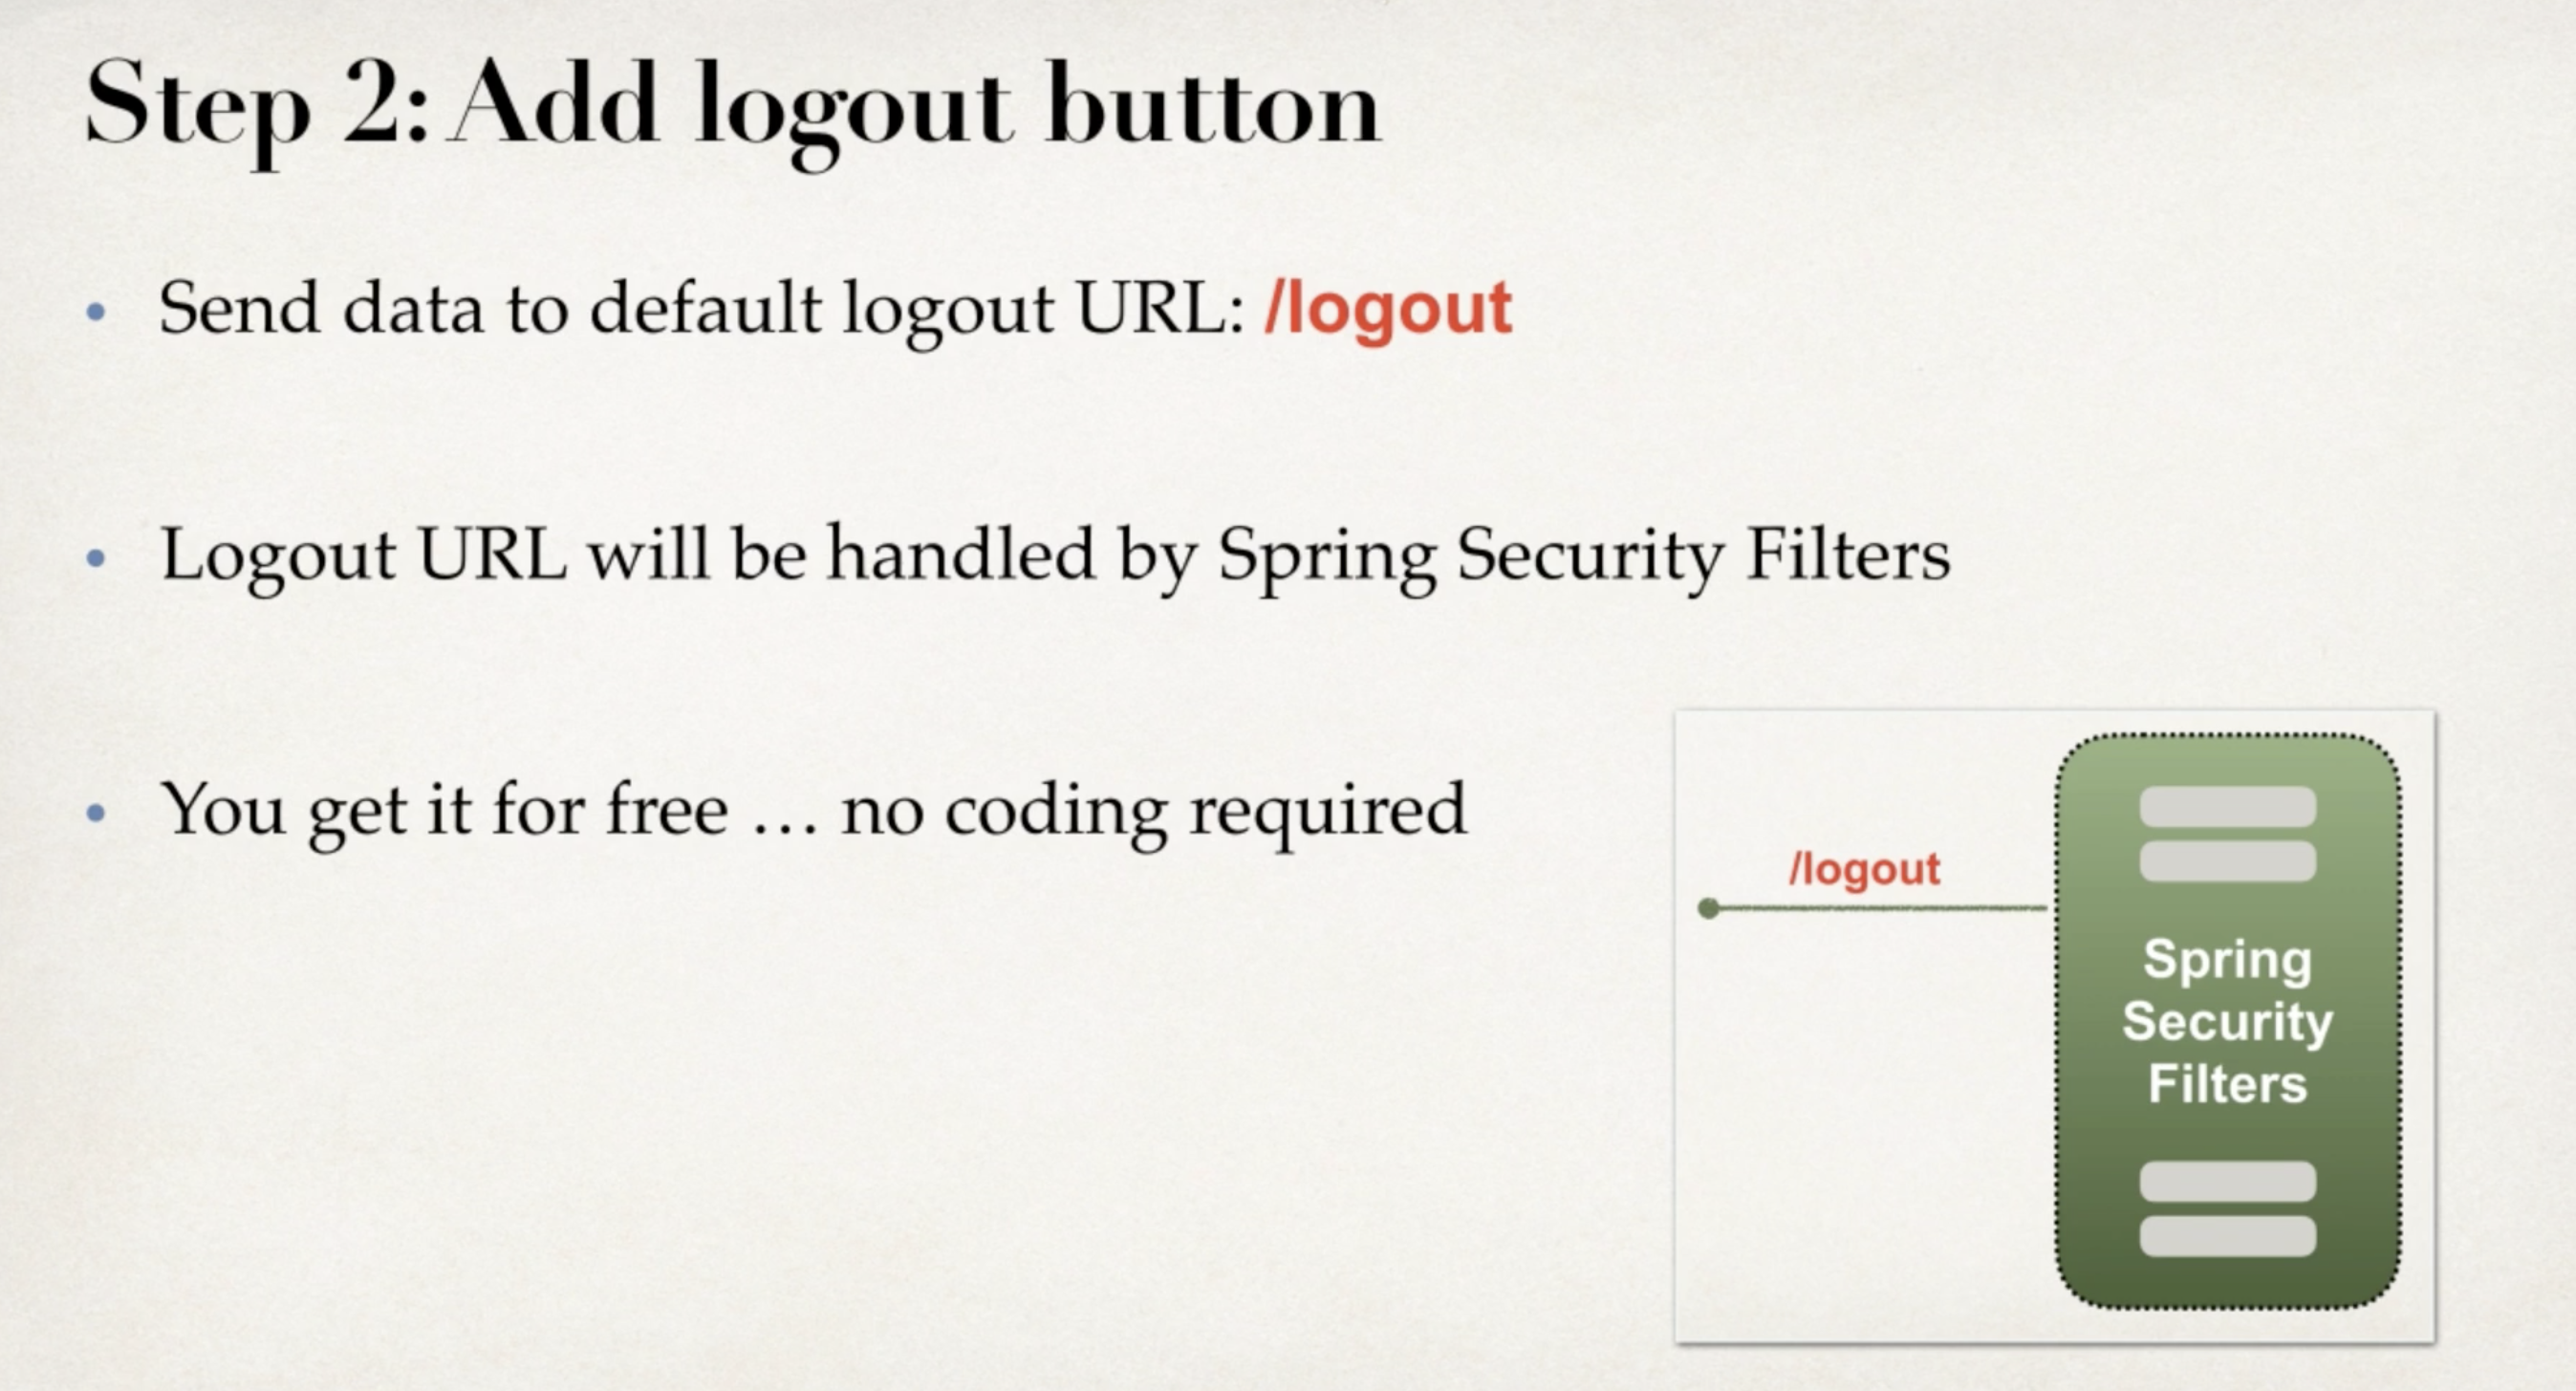 Step 2: Add logout button
• Send data to default logout URL: /logout
• Logout URL will be handled by Spring Security Filters
• You get it for free … no coding required
/logout
Spring
Security
Filters